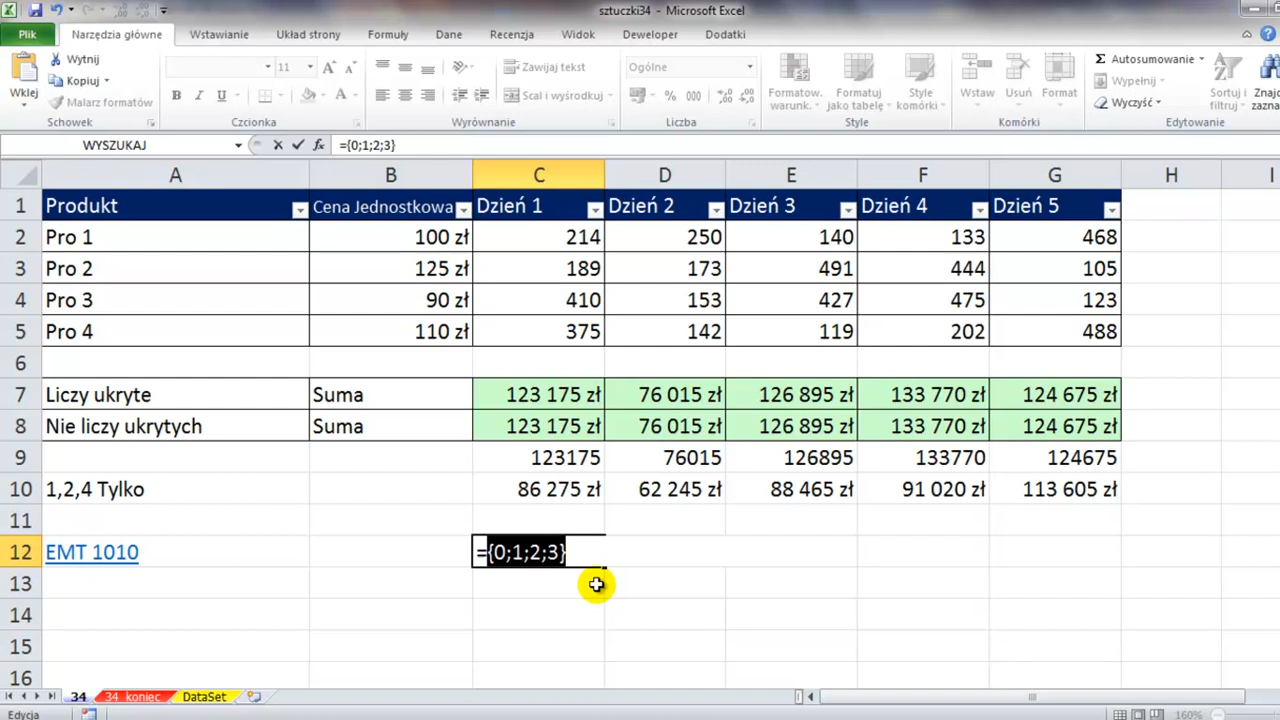 sztuczki34 - Microsoft Excel
Plik Narzędzia główne Wstawianie Układ strony Formuły Dane Recenzja Widok Deweloper Dodatki
Wklej Wytnij Kopiuj Malarz formatów Schowek
11 B I U A Czcionka
Zawijaj tekst Scal i wyśrodkuj Wyrównanie
Ogólne % 000 Liczba
Formatow. warunk. Formatuj jako tabelę Style komórki Style
Wstaw Usuń Format Komórki
Σ Autosumowanie Wypełnij Wyczyść Sortuj i filtruj Edytowanie
WYSZUKAJ fx ={0;1;2;3}
A B C D E F G H I
1 Produkt Cena Jednostkowa Dzień 1 Dzień 2 Dzień 3 Dzień 4 Dzień 5
2 Pro 1 100 zł 214 250 140 133 468
3 Pro 2 125 zł 189 173 491 444 105
4 Pro 3 90 zł 410 153 427 475 123
5 Pro 4 110 zł 375 142 119 202 488
6
7 Liczy ukryte Suma 123 175 zł 76 015 zł 126 895 zł 133 770 zł 124 675 zł
8 Nie liczy ukrytych Suma 123 175 zł 76 015 zł 126 895 zł 133 770 zł 124 675 zł
9 123175 76015 126895 133770 124675
10 1,2,4 Tylko 86 275 zł 62 245 zł 88 465 zł 91 020 zł 113 605 zł
11
12 EMT 1010 ={0;1;2;3}
13
14
15
16
34 34_koniec DataSet
Edycja 160%